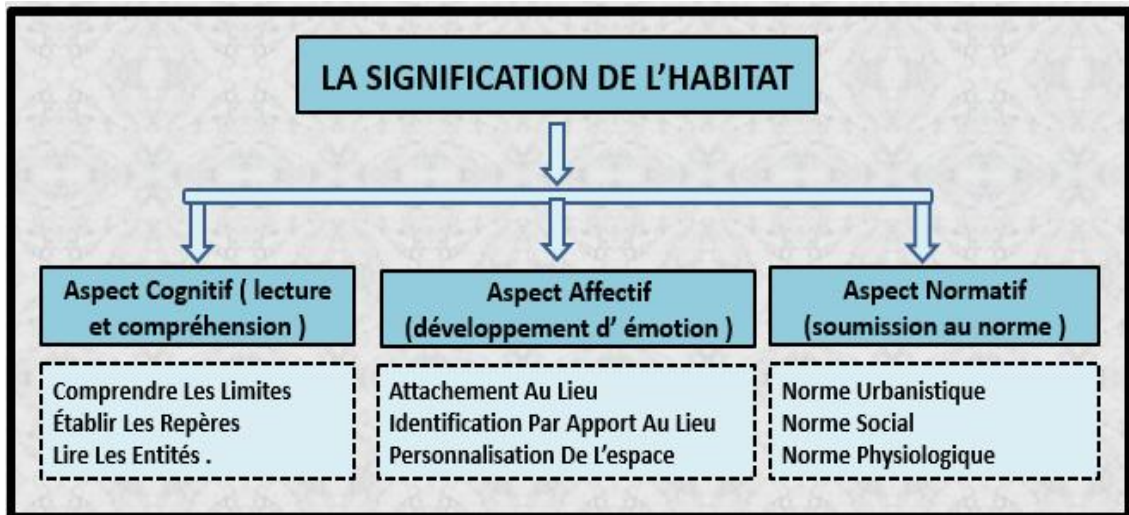 LA SIGNIFICATION DE L’HABITAT
Aspect Cognitif ( lecture
et compréhension )
Comprendre Les Limites
Établir Les Repères
Lire Les Entités .
Aspect Affectif
(développement d’ émotion )
Attachement Au Lieu
Identification Par Apport Au Lieu
Personnalisation De L’espace
Aspect Normatif
(soumission au norme )
Norme Urbanistique
Norme Social
Norme Physiologique